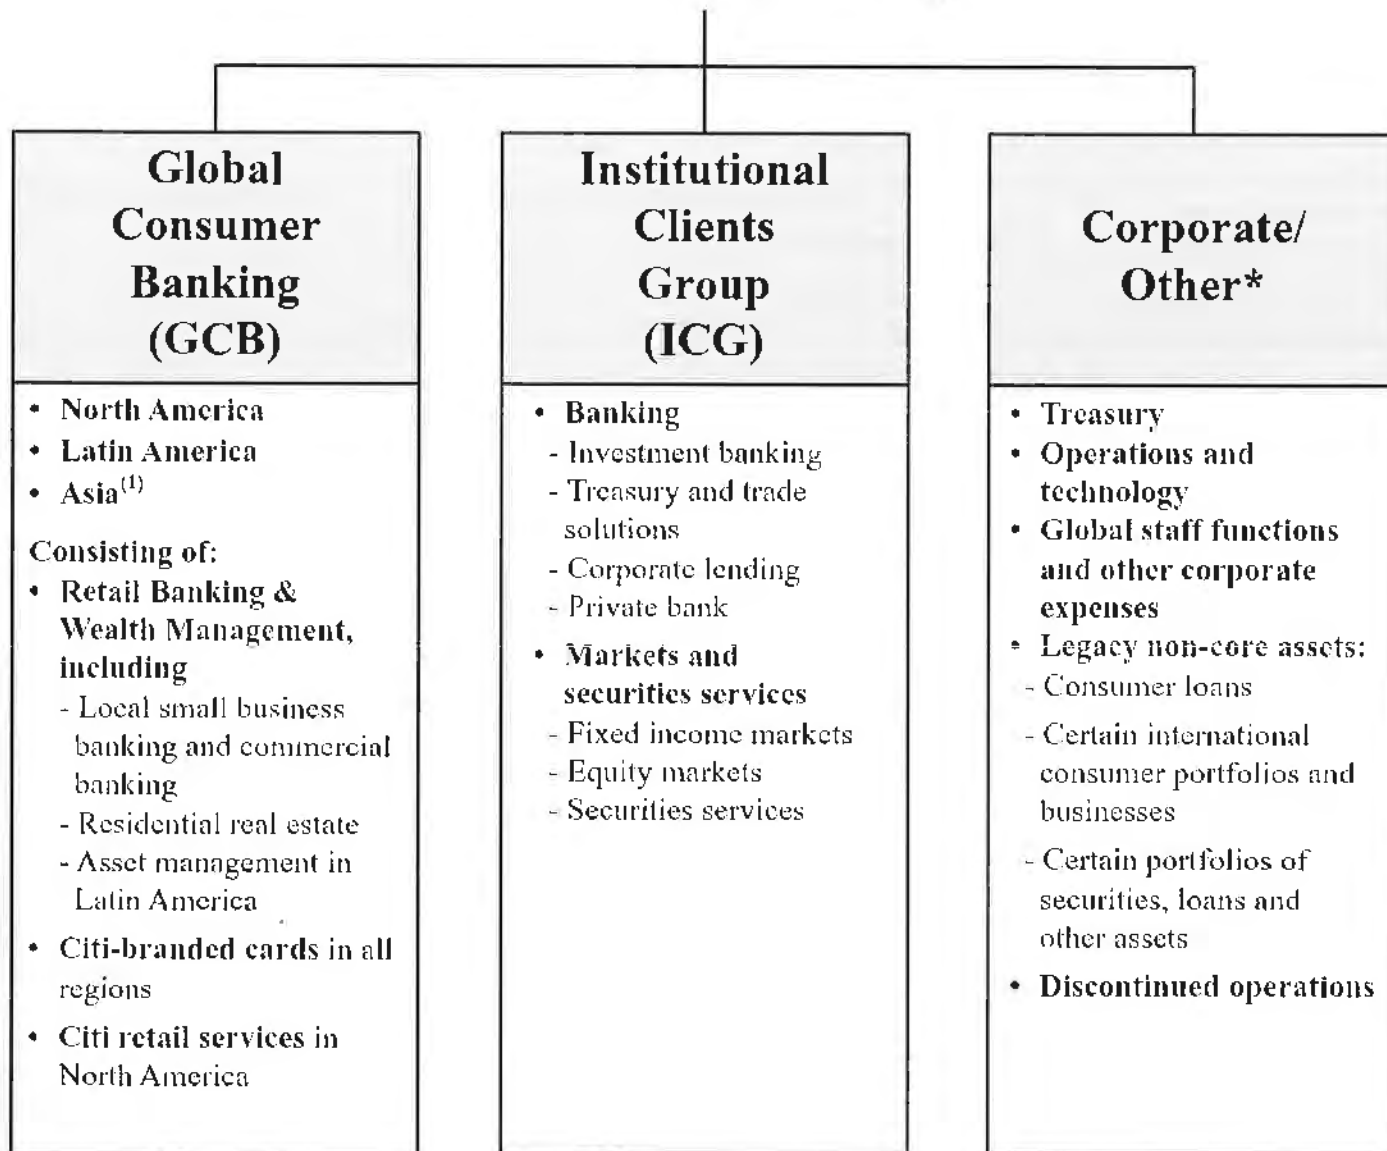 Global
Consumer
Banking
(GCB)
• North America
• Latin America
• Asia(1)
Consisting of:
• Retail Banking &
Wealth Management,
including
- Local small business
banking and commercial
banking
- Residential real estate
- Asset management in
Latin America
• Citi-branded cards in all
regions
• Citi retail services in
North America
Institutional
Clients
Group
(ICG)
• Banking
- Investment banking
- Treasury and trade
solutions
- Corporate lending
- Private bank
• Markets and
securities services
- Fixed income markets
- Equity markets
- Securities services
Corporate/
Other*
• Treasury
• Operations and
technology
• Global staff functions
and other corporate
expenses
• Legacy non-core assets:
- Consumer loans
- Certain international
consumer portfolios and
businesses
- Certain portfolios of
securities, loans and
other assets
• Discontinued operations